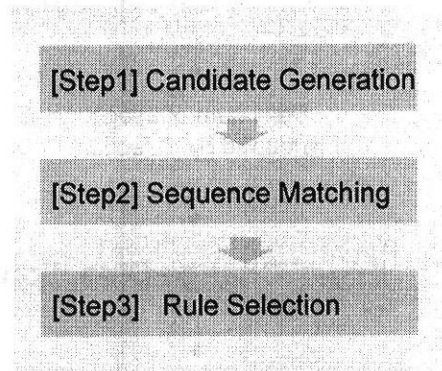 [Step1] Candidate Generation
[Step2] Sequence Matching
[Step3] Rule Selection